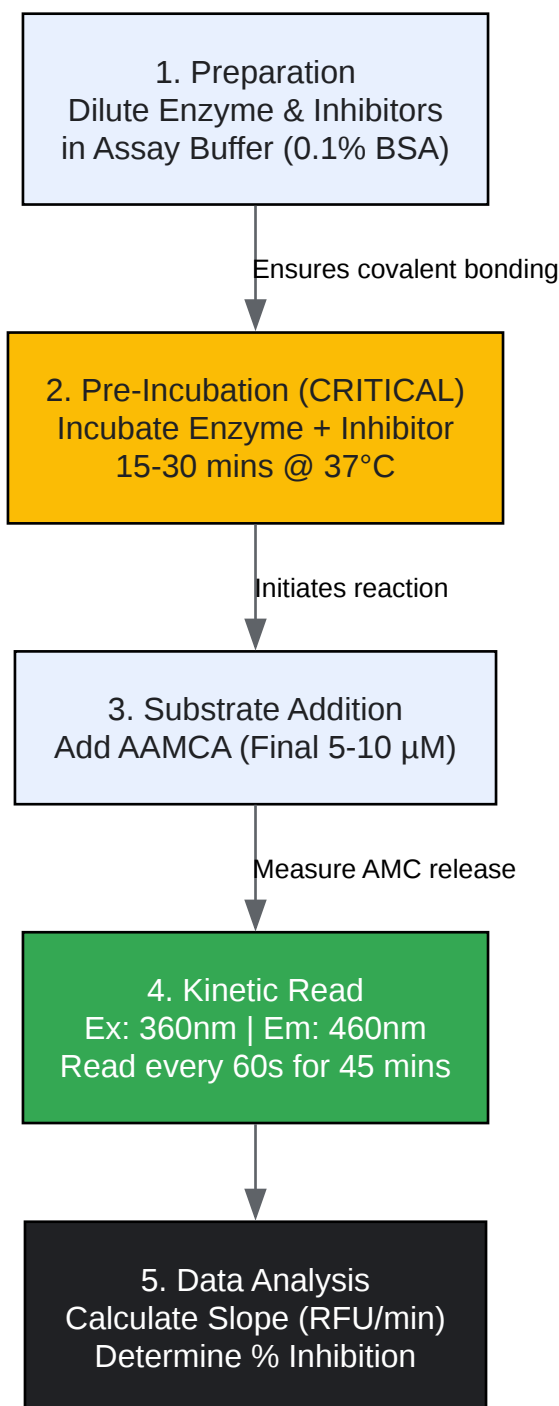 1. Preparation
Dilute Enzyme & Inhibitors
in Assay Buffer (0.1% BSA)
Ensures covalent bonding
2. Pre-Incubation (CRITICAL)
Incubate Enzyme + Inhibitor
15-30 mins @ 37°C
Initiates reaction
3. Substrate Addition
Add AAMCA (Final 5-10 µM)
Measure AMC release
4. Kinetic Read
Ex: 360nm | Em: 460nm
Read every 60s for 45 mins
5. Data Analysis
Calculate Slope (RFU/min)
Determine % Inhibition